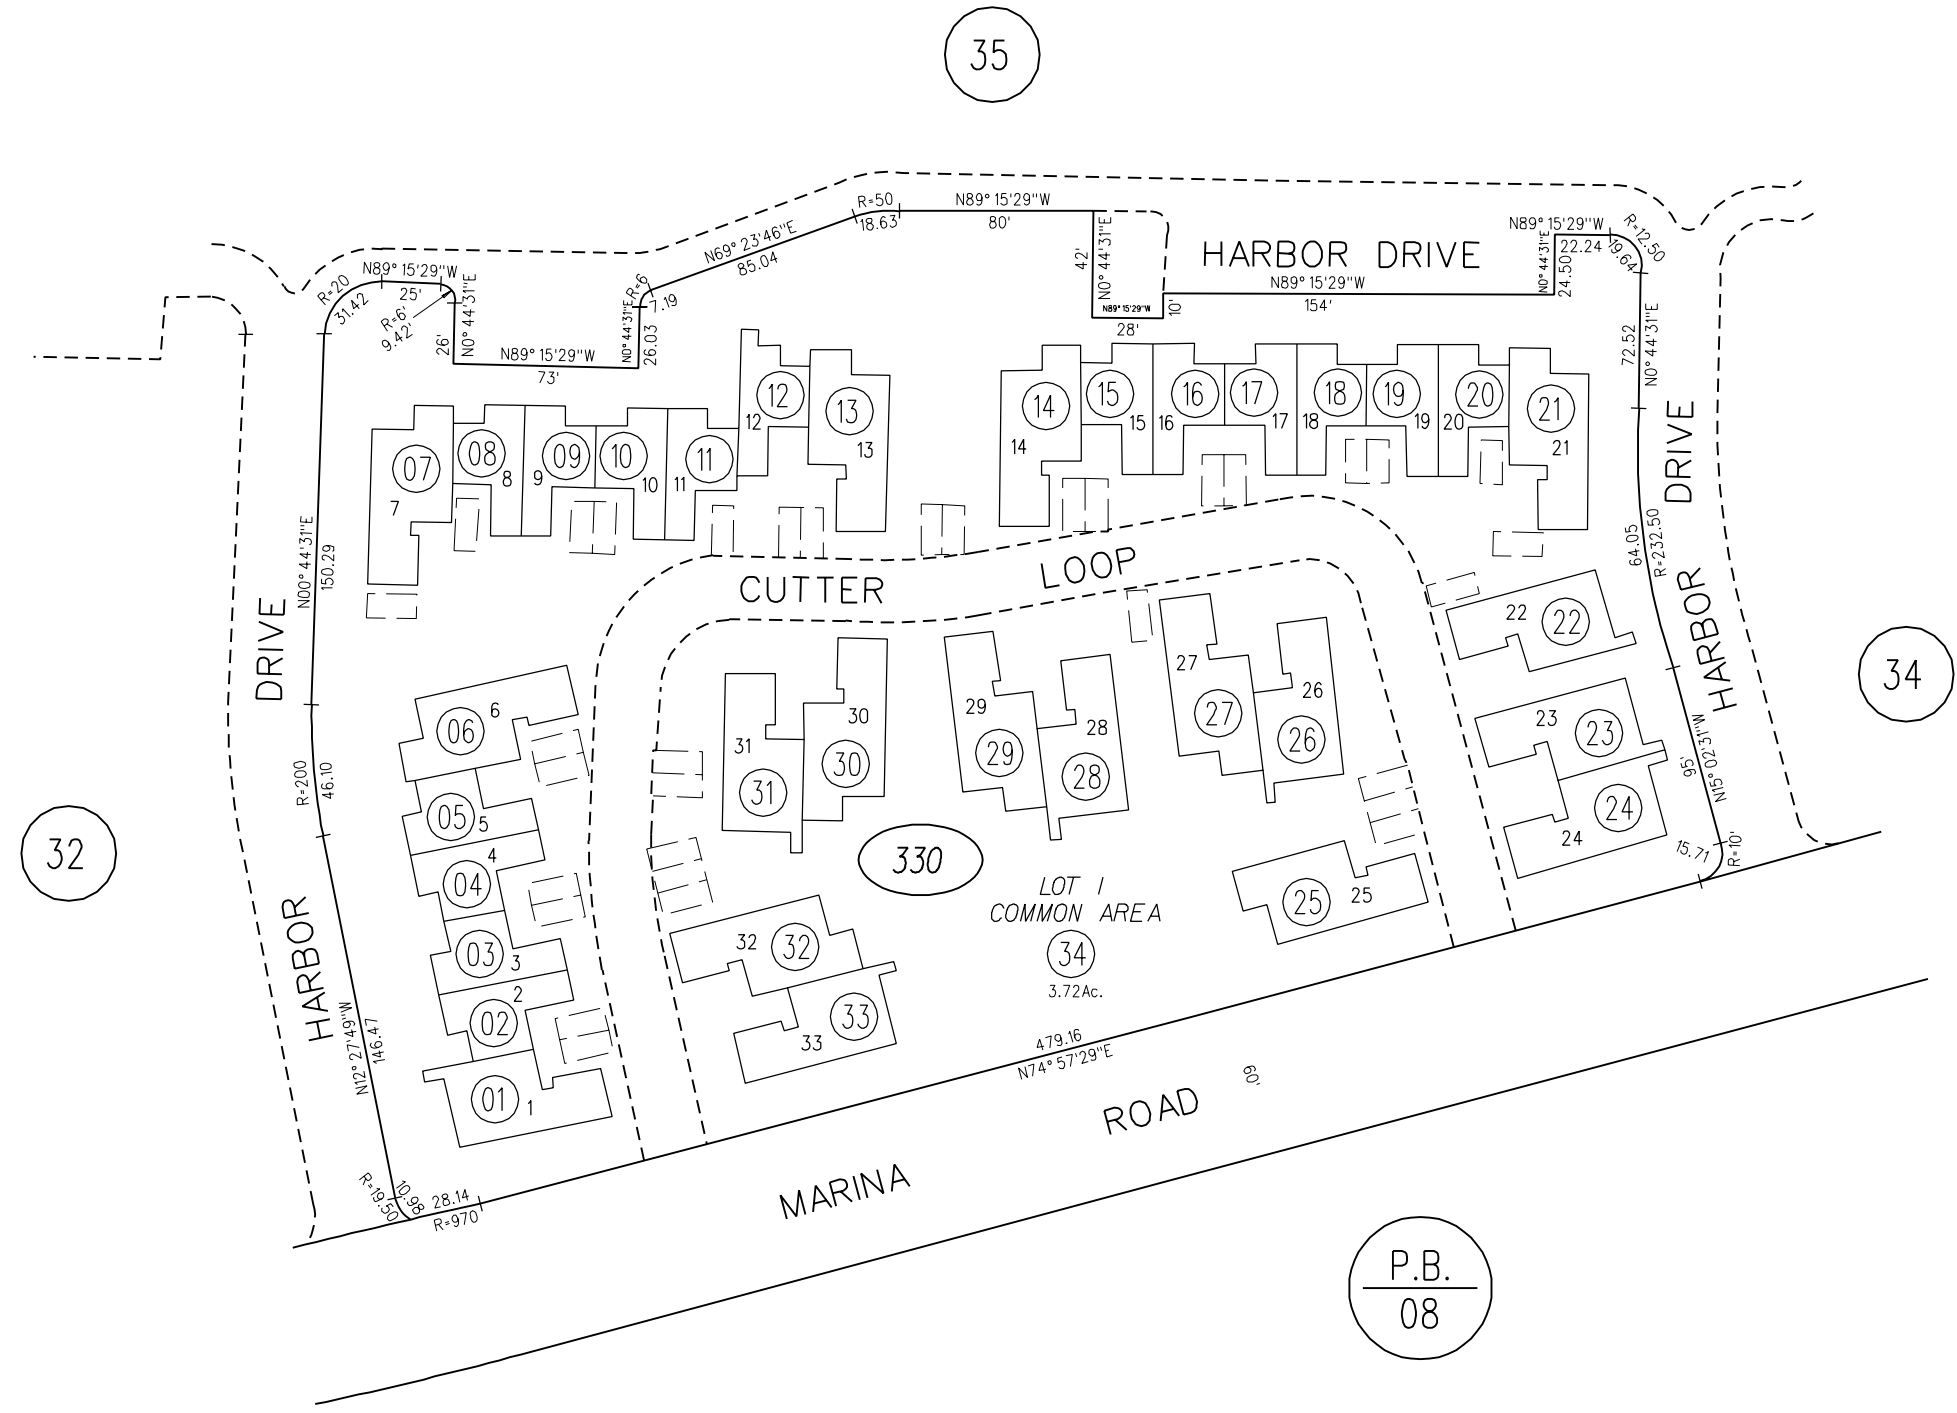 35
R=50
18.63
N89° 15'29"W
80'
N69° 23'46"E
85.04
R=6
7.19
N0° 44'31"E
26.03
N89° 15'29"W
25'
R=20
31.42
R=6'
9.42'
26'
N0° 44'31"E
N89° 15'29"W
73'
42'
N0° 44'31"E
N89° 15'29"W
28'
10'
HARBOR DRIVE
N89° 15'29"W
154'
N0° 44'31"E
24.50
N89° 15'29"W
22.24
R=12.50
19.64
72.52
N0° 44'31"E
07
7
08
8
09
9
10
10
11
11
12
12
13
13
14
14
15
15
16
16
17
17
18
18
19
19
20
20
21
21
HARBOR DRIVE
64.05
R=232.50
N00° 44'31"E
150.29
CUTTER LOOP
HARBOR DRIVE
22
22
34
23
23
24
24
N15° 02'31"W
95'
15.71
R=10'
R=200
46.10
32
06
6
05
5
04
4
03
3
02
2
01
1
31
31
30
30
29
29
28
28
27
27
26
26
25
25
330
LOT 1
COMMON AREA
34
3.72Ac.
32
32
33
33
N12° 27'49"W
146.47
R=19.50
10.98
28.14
R=970
479.16
N74° 57'29"E
60'
MARINA ROAD
P.B.
08